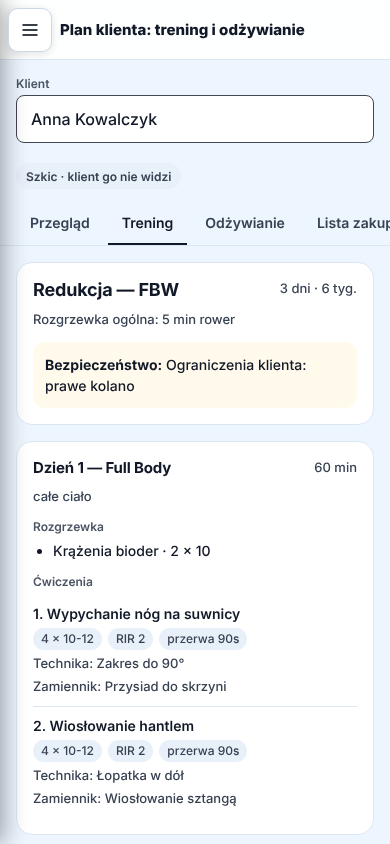 Plan klienta: trening i odżywianie
Klient
Anna Kowalczyk
Szkic · klient go nie widzi
Przegląd Trening Odżywianie Lista zakup
Redukcja — FBW 3 dni · 6 tyg.
Rozgrzewka ogólna: 5 min rower
Bezpieczeństwo: Ograniczenia klienta:
prawe kolano
Dzień 1 — Full Body 60 min
całe ciało
Rozgrzewka
• Krążenia bioder · 2 × 10
Ćwiczenia
1. Wypychanie nóg na suwnicy
4 × 10-12 RIR 2 przerwa 90s
Technika: Zakres do 90°
Zamiennik: Przysiad do skrzyni
2. Wiosłowanie hantlem
4 × 10-12 RIR 2 przerwa 90s
Technika: Łopatka w dół
Zamiennik: Wiosłowanie sztangą